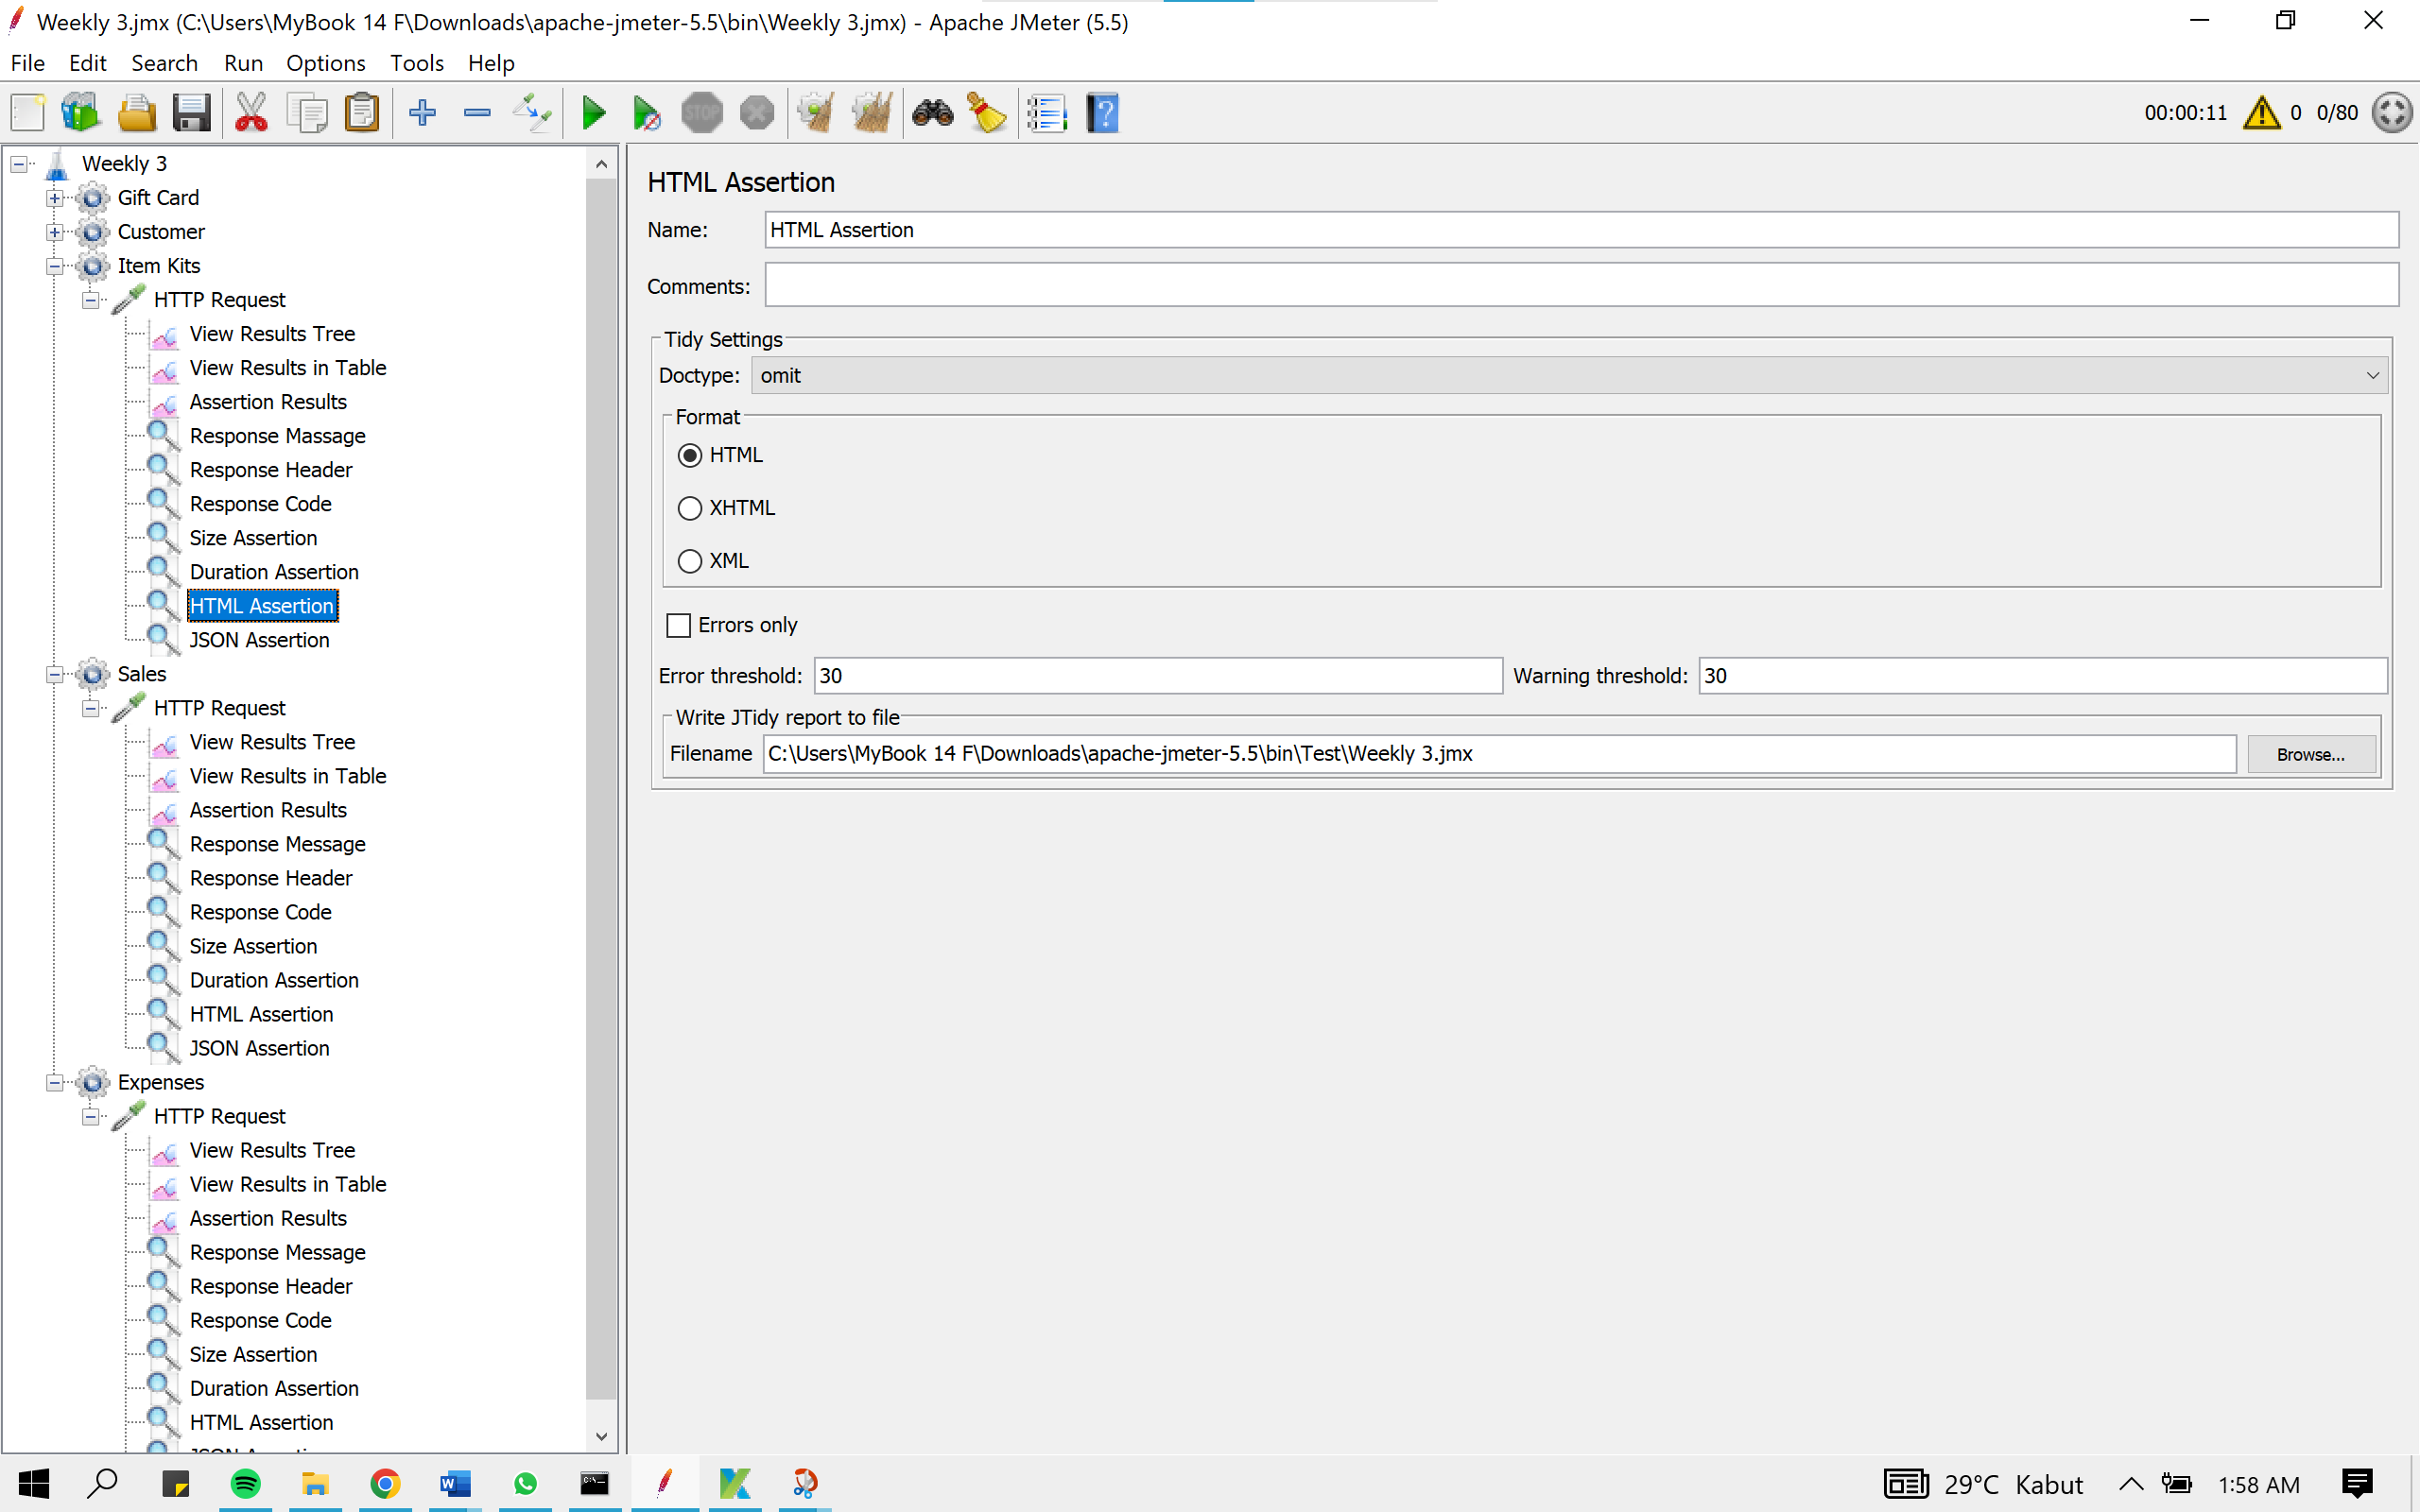 Weekly 3.jmx (C:\Users\MyBook 14 F\Downloads\apache-jmeter-5.5\bin\Weekly 3.jmx) - Apache JMeter (5.5)
File Edit Search Run Options Tools Help
STOP
00:00:11 0 0/80
Weekly 3
Gift Card
Customer
Item Kits
HTTP Request
View Results Tree
View Results in Table
Assertion Results
Response Massage
Response Header
Response Code
Size Assertion
Duration Assertion
HTML Assertion
JSON Assertion
Sales
HTTP Request
View Results Tree
View Results in Table
Assertion Results
Response Message
Response Header
Response Code
Size Assertion
Duration Assertion
HTML Assertion
JSON Assertion
Expenses
HTTP Request
View Results Tree
View Results in Table
Assertion Results
Response Message
Response Header
Response Code
Size Assertion
Duration Assertion
HTML Assertion
HTML Assertion
Name: HTML Assertion
Comments:
Tidy Settings
Doctype: omit
Format
HTML
XHTML
XML
Errors only
Error threshold: 30 Warning threshold: 30
Write JTidy report to file
Filename C:\Users\MyBook 14 F\Downloads\apache-jmeter-5.5\bin\Test\Weekly 3.jmx Browse...
29°C Kabut 1:58 AM